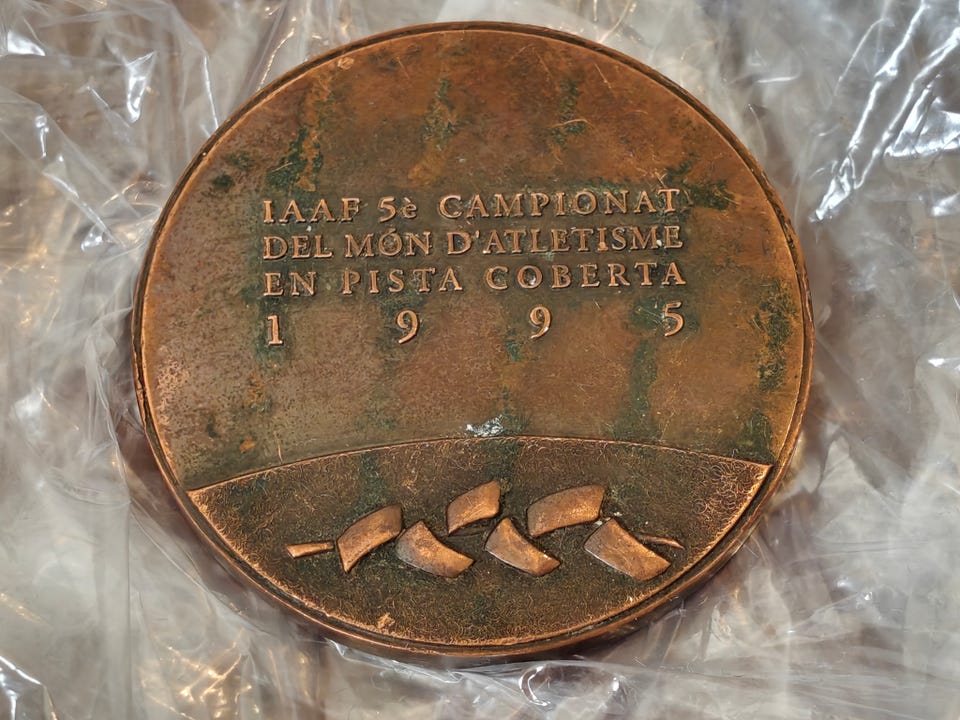 IAAF 5è CAMPIONAT
DEL MÓN D'ATLETISME
EN PISTA COBERTA
1 9 9 5